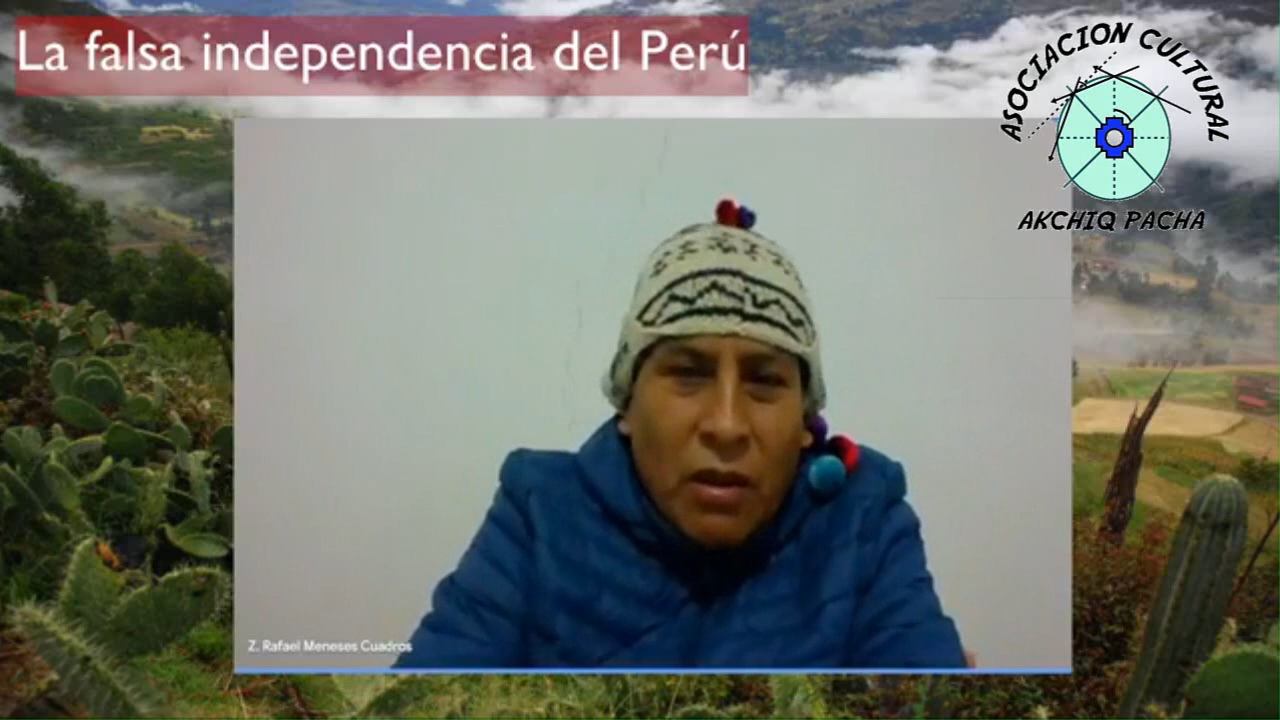 La falsa independencia del Perú
ASOCIACION CULTURAL
AKCHIQ PACHA
Z. Rafael Meneses Cuadros